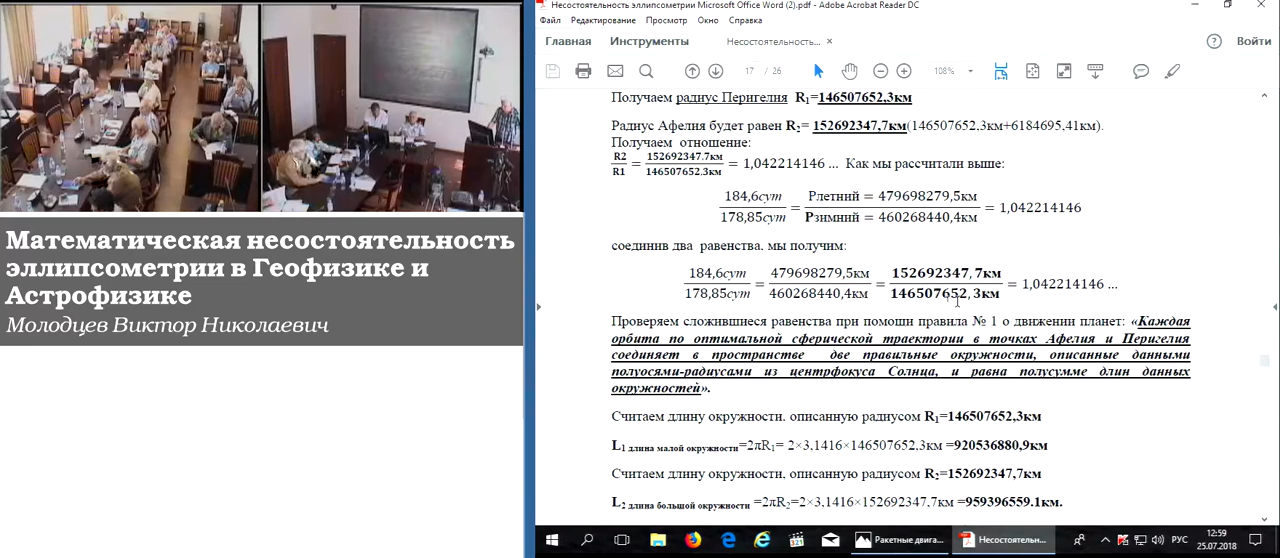 Математическая несостоятельность
эллипсометрии в Геофизике и
Астрофизике
Молодцев Виктор Николаевич
Несостоятельность эллипсометрии Microsoft Office Word (2).pdf - Adobe Acrobat Reader DC
Файл Редактирование Просмотр Окно Справка
Главная Инструменты Несостоятельность... × Войти
17 / 26 108%
Получаем радиус Перигелия R₁=146507652,3км
Радиус Афелия будет равен R₂= 152692347,7км(146507652,3км+6184695,41км).
Получаем отношение:
R2/R1 = 152692347.7км/146507652.3км = 1,042214146 ... Как мы рассчитали выше:
184,6сут/178,85сут = Pлетний = 479698279,5км/Pзимний = 460268440,4км = 1,042214146
соединив два равенства, мы получим:
184,6сут/178,85сут = 479698279,5км/460268440,4км = 152692347,7км/146507652,3км = 1,042214146 ...
Проверяем сложившиеся равенства при помощи правила № 1 о движении планет: «Каждая
орбита по оптимальной сферической траектории в точках Афелия и Перигелия
соединяет в пространстве две правильные окружности, описанные данными
полуосями-радиусами из центрфокуса Солнца, и равна полусумме длин данных
окружностей».
Считаем длину окружности, описанную радиусом R₁=146507652,3км
L₁ длина малой окружности=2πR₁= 2×3,1416×146507652,3км =920536880,9км
Считаем длину окружности, описанную радиусом R₂=152692347,7км
L₂ длина большой окружности =2πR₂=2×3,1416×152692347,7км =959396559.1км.
321 Ракетные двига... Несостоятельн... РУС 12:59
25.07.2018